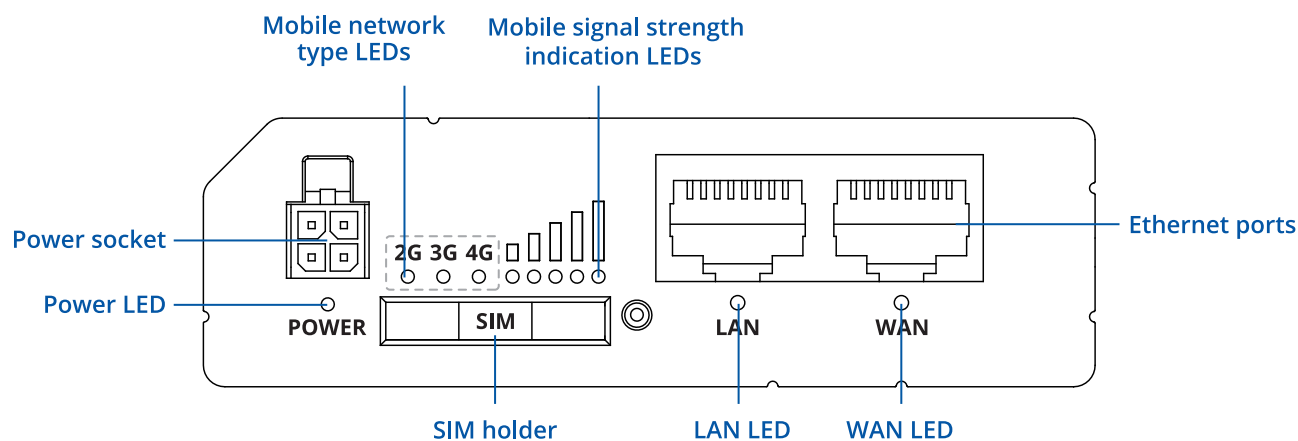 Mobile network
type LEDs
Mobile signal strength
indication LEDs
Power socket
2G 3G 4G
Ethernet ports
Power LED
POWER
SIM
LAN
WAN
SIM holder
LAN LED
WAN LED